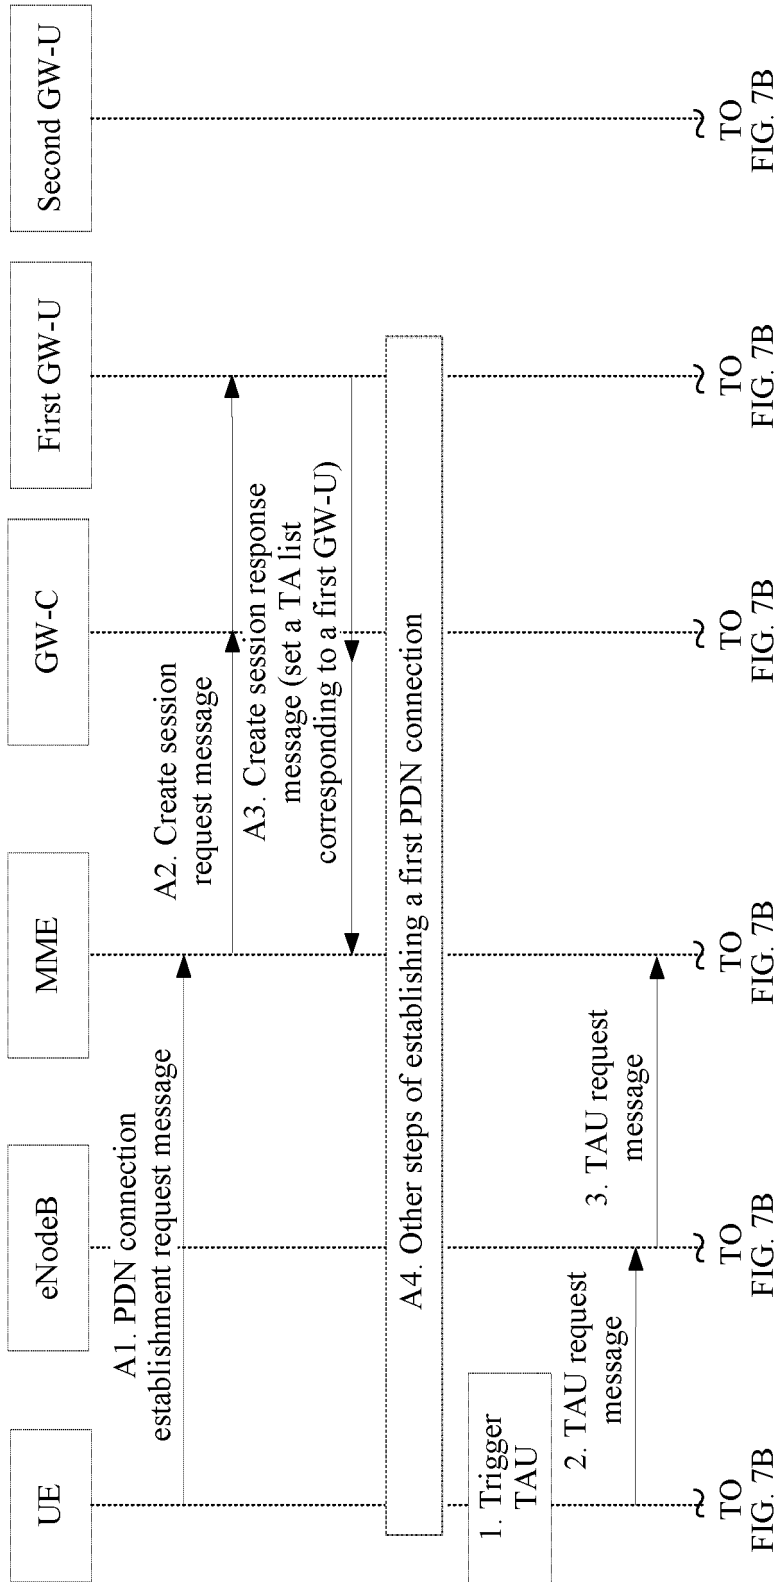 UE
eNodeB
MME
GW-C
First GW-U
Second GW-U
A1. PDN connection
establishment request message
A2. Create session
request message
A3. Create session response
message (set a TA list
corresponding to a first GW-U)
A4. Other steps of establishing a first PDN connection
1. Trigger
TAU
2. TAU request
message
3. TAU request
message
TO
FIG. 7B
TO
FIG. 7B
TO
FIG. 7B
TO
FIG. 7B
TO
FIG. 7B
TO
FIG. 7B